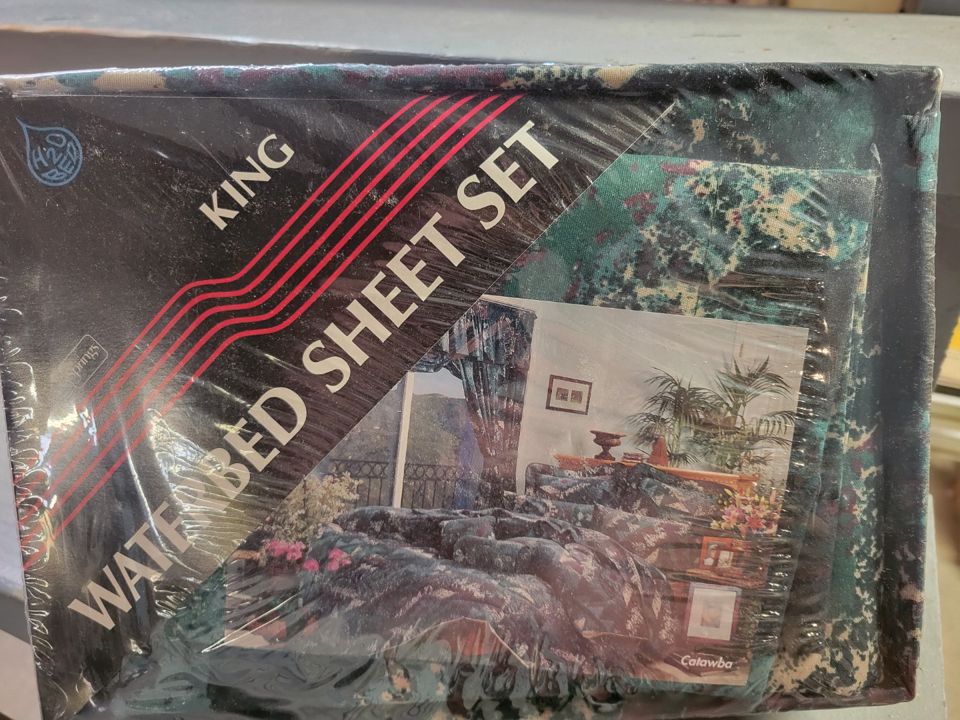 KING
WATERBED SHEET SET
Catawba